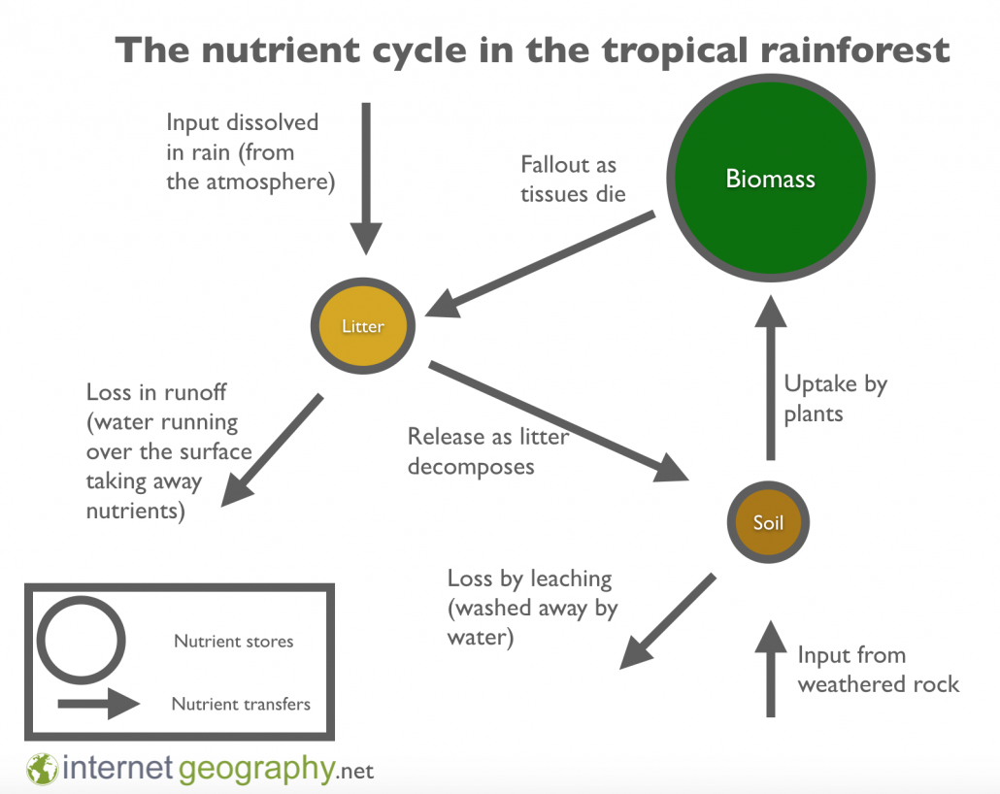 The nutrient cycle in the tropical rainforest
Input dissolved
in rain (from
the atmosphere)
Fallout as
tissues die
Biomass
Litter
Loss in runoff
(water running
over the surface
taking away
nutrients)
Release as litter
decomposes
Uptake by
plants
Soil
Loss by leaching
(washed away by
water)
Input from
weathered rock
Nutrient stores
Nutrient transfers
internetgeography.net